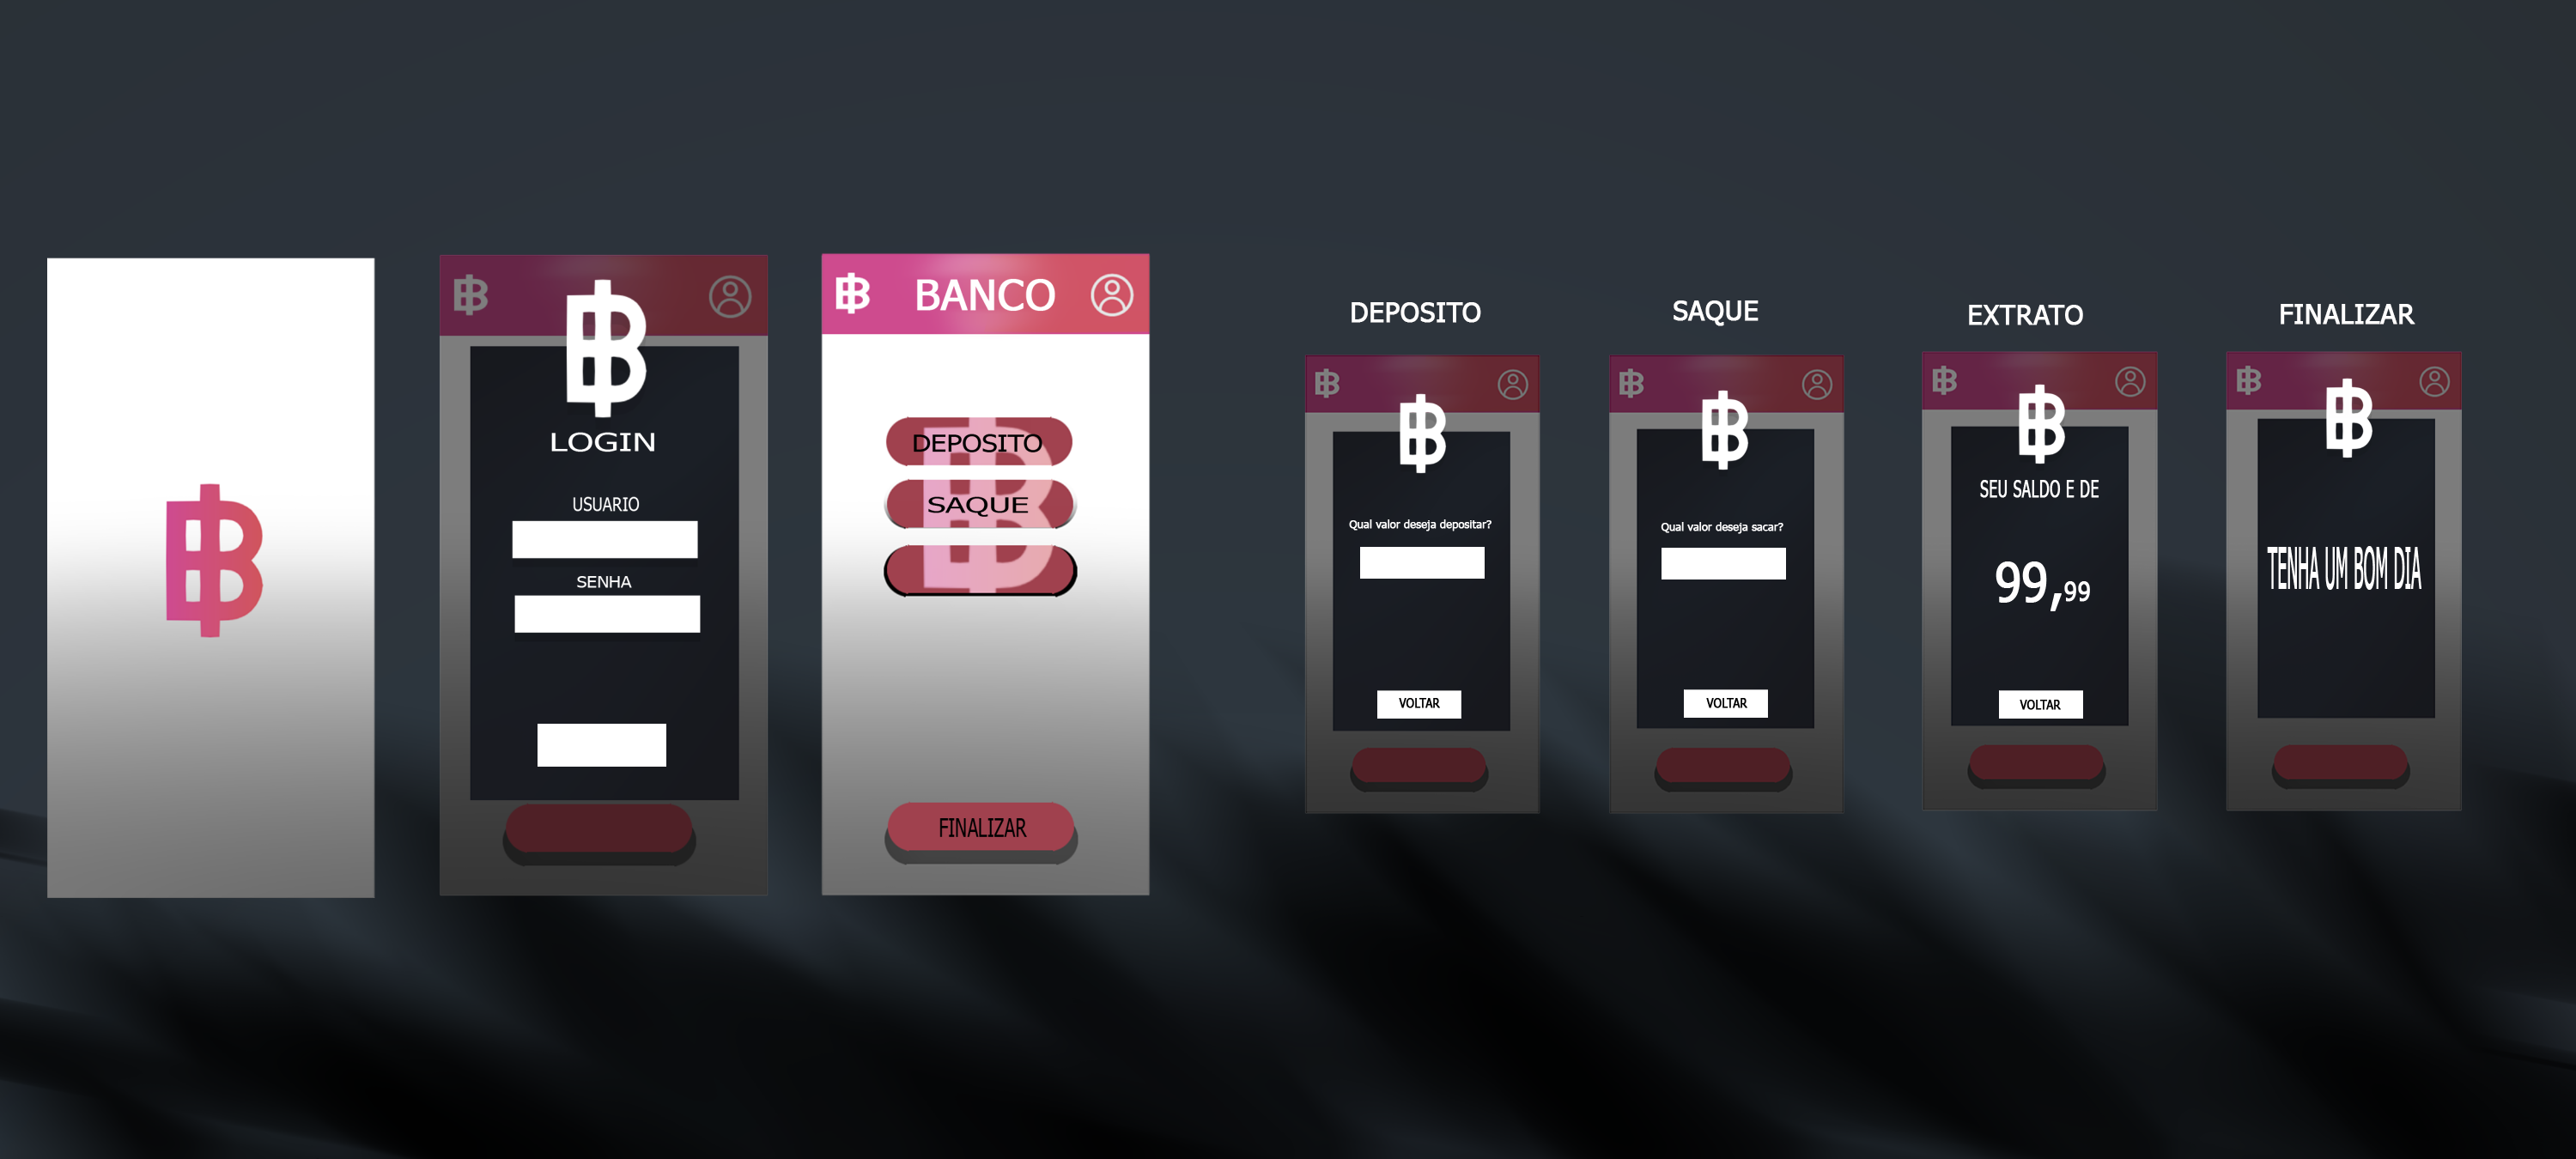 LOGIN
USUARIO
SENHA
BANCO
DEPOSITO
SAQUE
FINALIZAR
DEPOSITO
Qual valor deseja depositar?
VOLTAR
SAQUE
Qual valor deseja sacar?
VOLTAR
EXTRATO
SEU SALDO E DE
99,99
VOLTAR
FINALIZAR
TENHA UM BOM DIA